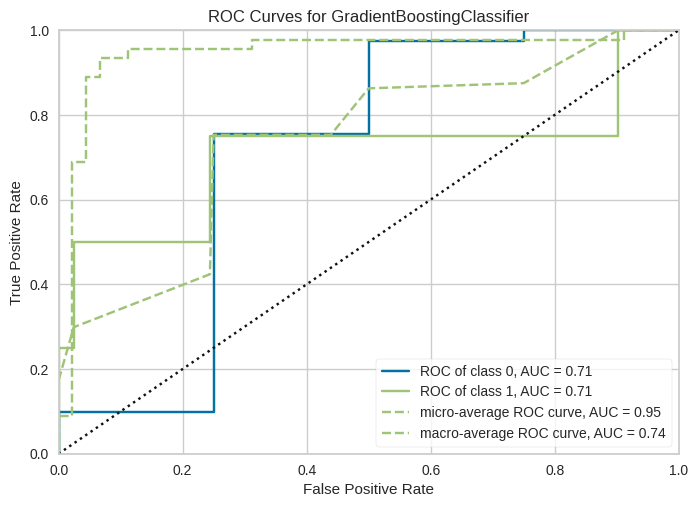 ROC Curves for GradientBoostingClassifier
True Positive Rate
1.0
0.8
0.6
0.4
0.2
0.0
ROC of class 0, AUC = 0.71
ROC of class 1, AUC = 0.71
micro-average ROC curve, AUC = 0.95
macro-average ROC curve, AUC = 0.74
0.0 0.2 0.4 0.6 0.8 1.0
False Positive Rate